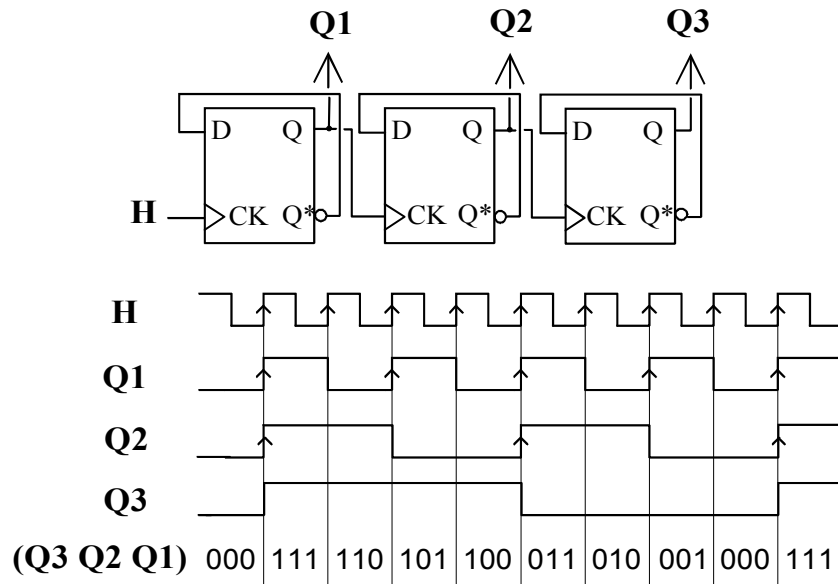 Q1 Q2 Q3
D Q D Q D Q
H CK Q* CK Q* CK Q*
H
Q1
Q2
Q3
(Q3 Q2 Q1) 000 111 110 101 100 011 010 001 000 111